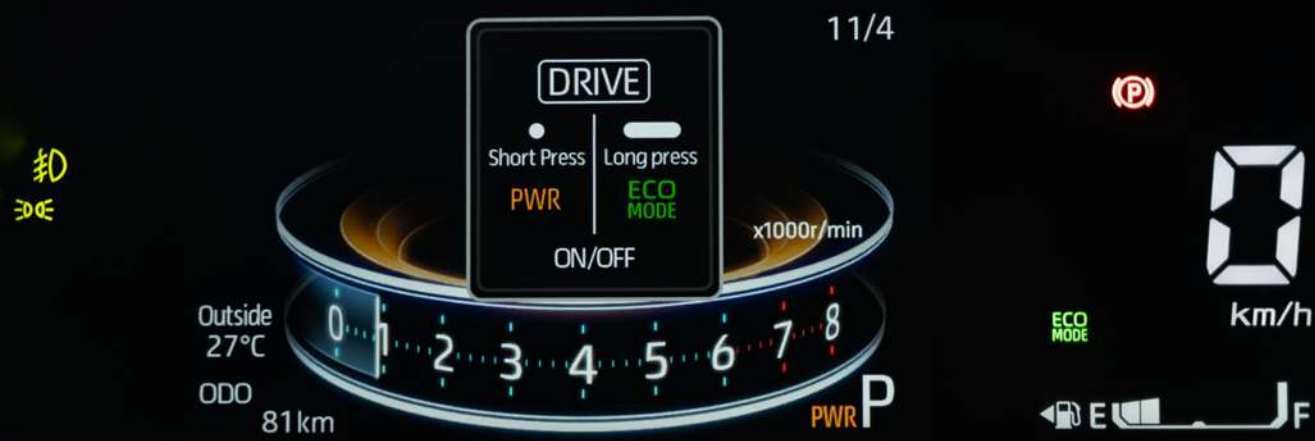 11/4
DRIVE
Short Press
Long press
PWR
ECO
MODE
ON/OFF
x1000r/min
0 1 2 3 4 5 6 7 8
Outside
27°C
ODO
81km
PWR P
P
0
km/h
ECO
MODE
E F